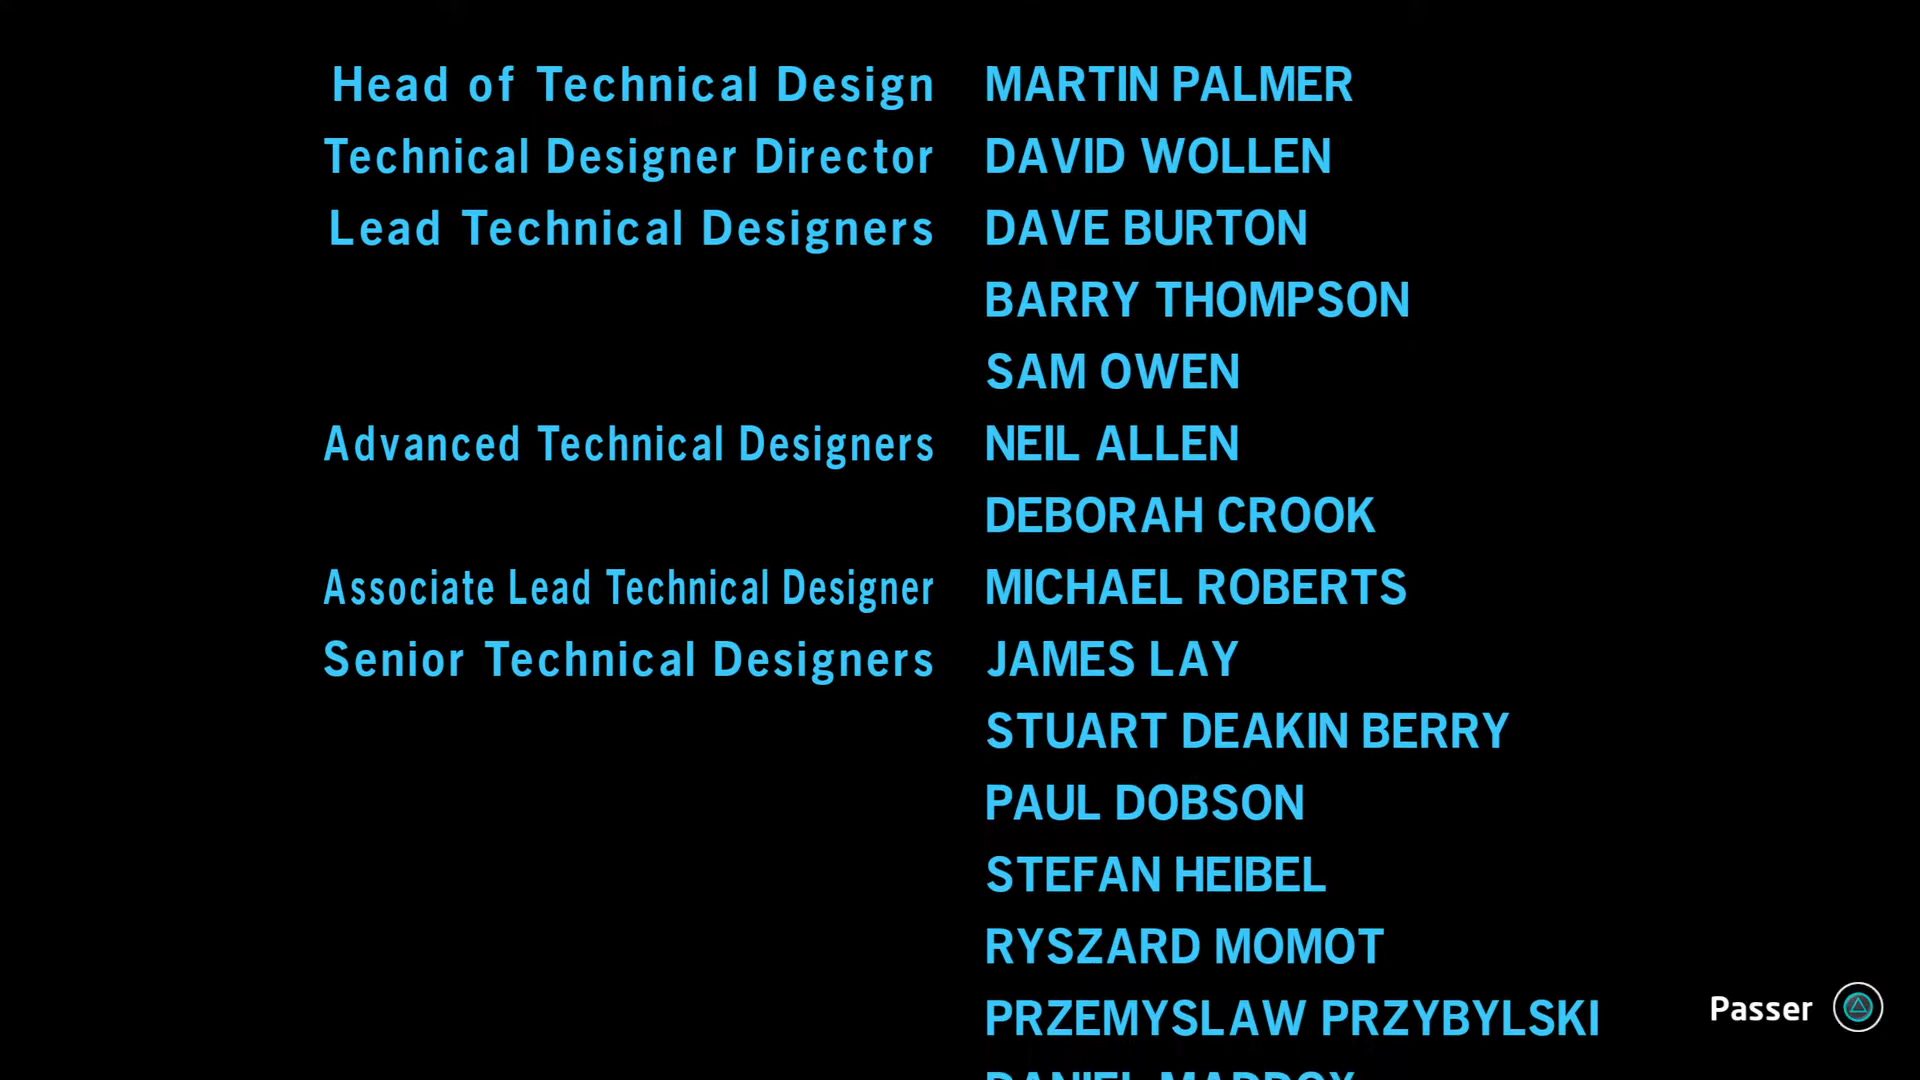 Head of Technical Design MARTIN PALMER
Technical Designer Director DAVID WOLLEN
Lead Technical Designers DAVE BURTON
BARRY THOMPSON
SAM OWEN
Advanced Technical Designers NEIL ALLEN
DEBORAH CROOK
Associate Lead Technical Designer MICHAEL ROBERTS
Senior Technical Designers JAMES LAY
STUART DEAKIN BERRY
PAUL DOBSON
STEFAN HEIBEL
RYSZARD MOMOT
PRZEMYSLAW PRZYBYLSKI
Passer
DANIEL MADDOX